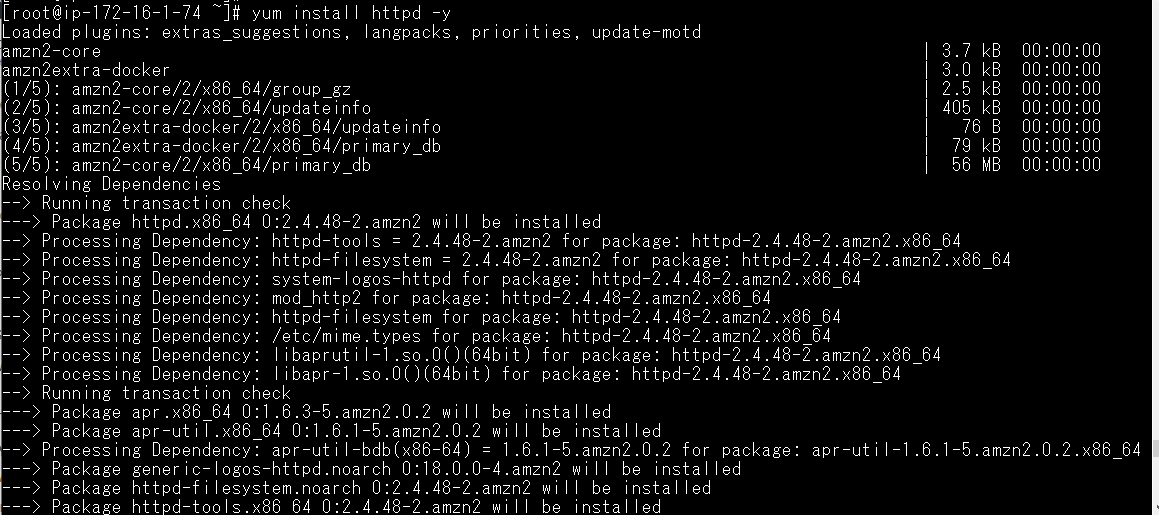 [root@ip-172-16-1-74 ~]# yum install httpd -y
Loaded plugins: extras_suggestions, langpacks, priorities, update-motd
amzn2-core | 3.7 kB 00:00:00
amzn2extra-docker | 3.0 kB 00:00:00
(1/5): amzn2-core/2/x86_64/group_gz | 2.5 kB 00:00:00
(2/5): amzn2-core/2/x86_64/updateinfo | 405 kB 00:00:00
(3/5): amzn2extra-docker/2/x86_64/updateinfo | 76 B 00:00:00
(4/5): amzn2extra-docker/2/x86_64/primary_db | 79 kB 00:00:00
(5/5): amzn2-core/2/x86_64/primary_db | 56 MB 00:00:00
Resolving Dependencies
--> Running transaction check
---> Package httpd.x86_64 0:2.4.48-2.amzn2 will be installed
--> Processing Dependency: httpd-tools = 2.4.48-2.amzn2 for package: httpd-2.4.48-2.amzn2.x86_64
--> Processing Dependency: httpd-filesystem = 2.4.48-2.amzn2 for package: httpd-2.4.48-2.amzn2.x86_64
--> Processing Dependency: system-logos-httpd for package: httpd-2.4.48-2.amzn2.x86_64
--> Processing Dependency: mod_http2 for package: httpd-2.4.48-2.amzn2.x86_64
--> Processing Dependency: httpd-filesystem for package: httpd-2.4.48-2.amzn2.x86_64
--> Processing Dependency: /etc/mime.types for package: httpd-2.4.48-2.amzn2.x86_64
--> Processing Dependency: libaprutil-1.so.0()(64bit) for package: httpd-2.4.48-2.amzn2.x86_64
--> Processing Dependency: libapr-1.so.0()(64bit) for package: httpd-2.4.48-2.amzn2.x86_64
--> Running transaction check
---> Package apr.x86_64 0:1.6.3-5.amzn2.0.2 will be installed
---> Package apr-util.x86_64 0:1.6.1-5.amzn2.0.2 will be installed
--> Processing Dependency: apr-util-bdb(x86-64) = 1.6.1-5.amzn2.0.2 for package: apr-util-1.6.1-5.amzn2.0.2.x86_64
---> Package generic-logos-httpd.noarch 0:18.0.0-4.amzn2 will be installed
---> Package httpd-filesystem.noarch 0:2.4.48-2.amzn2 will be installed
---> Package httpd-tools.x86_64 0:2.4.48-2.amzn2 will be installed